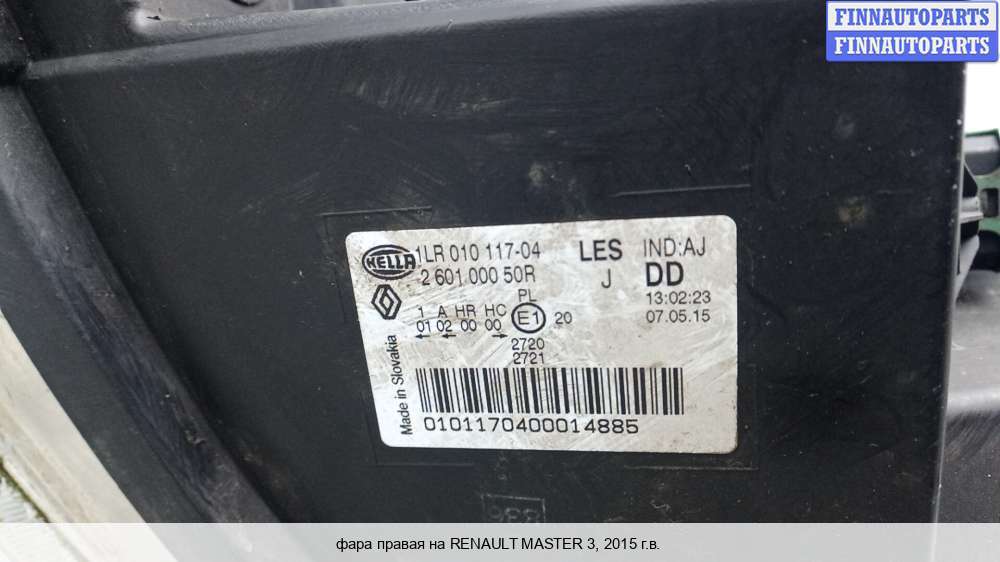 FINNAUTOPARTS
FINNAUTOPARTS
HELLA
1LR 010 117-04
2 601 000 50R
LES
J
IND:AJ
DD
13:02:23
07.05.15
1 A HR HC
01 02 00 00
PL
E1
20
2720
2721
Made in Slovakia
0101170400014885
фара правая на RENAULT MASTER 3, 2015 г.в.